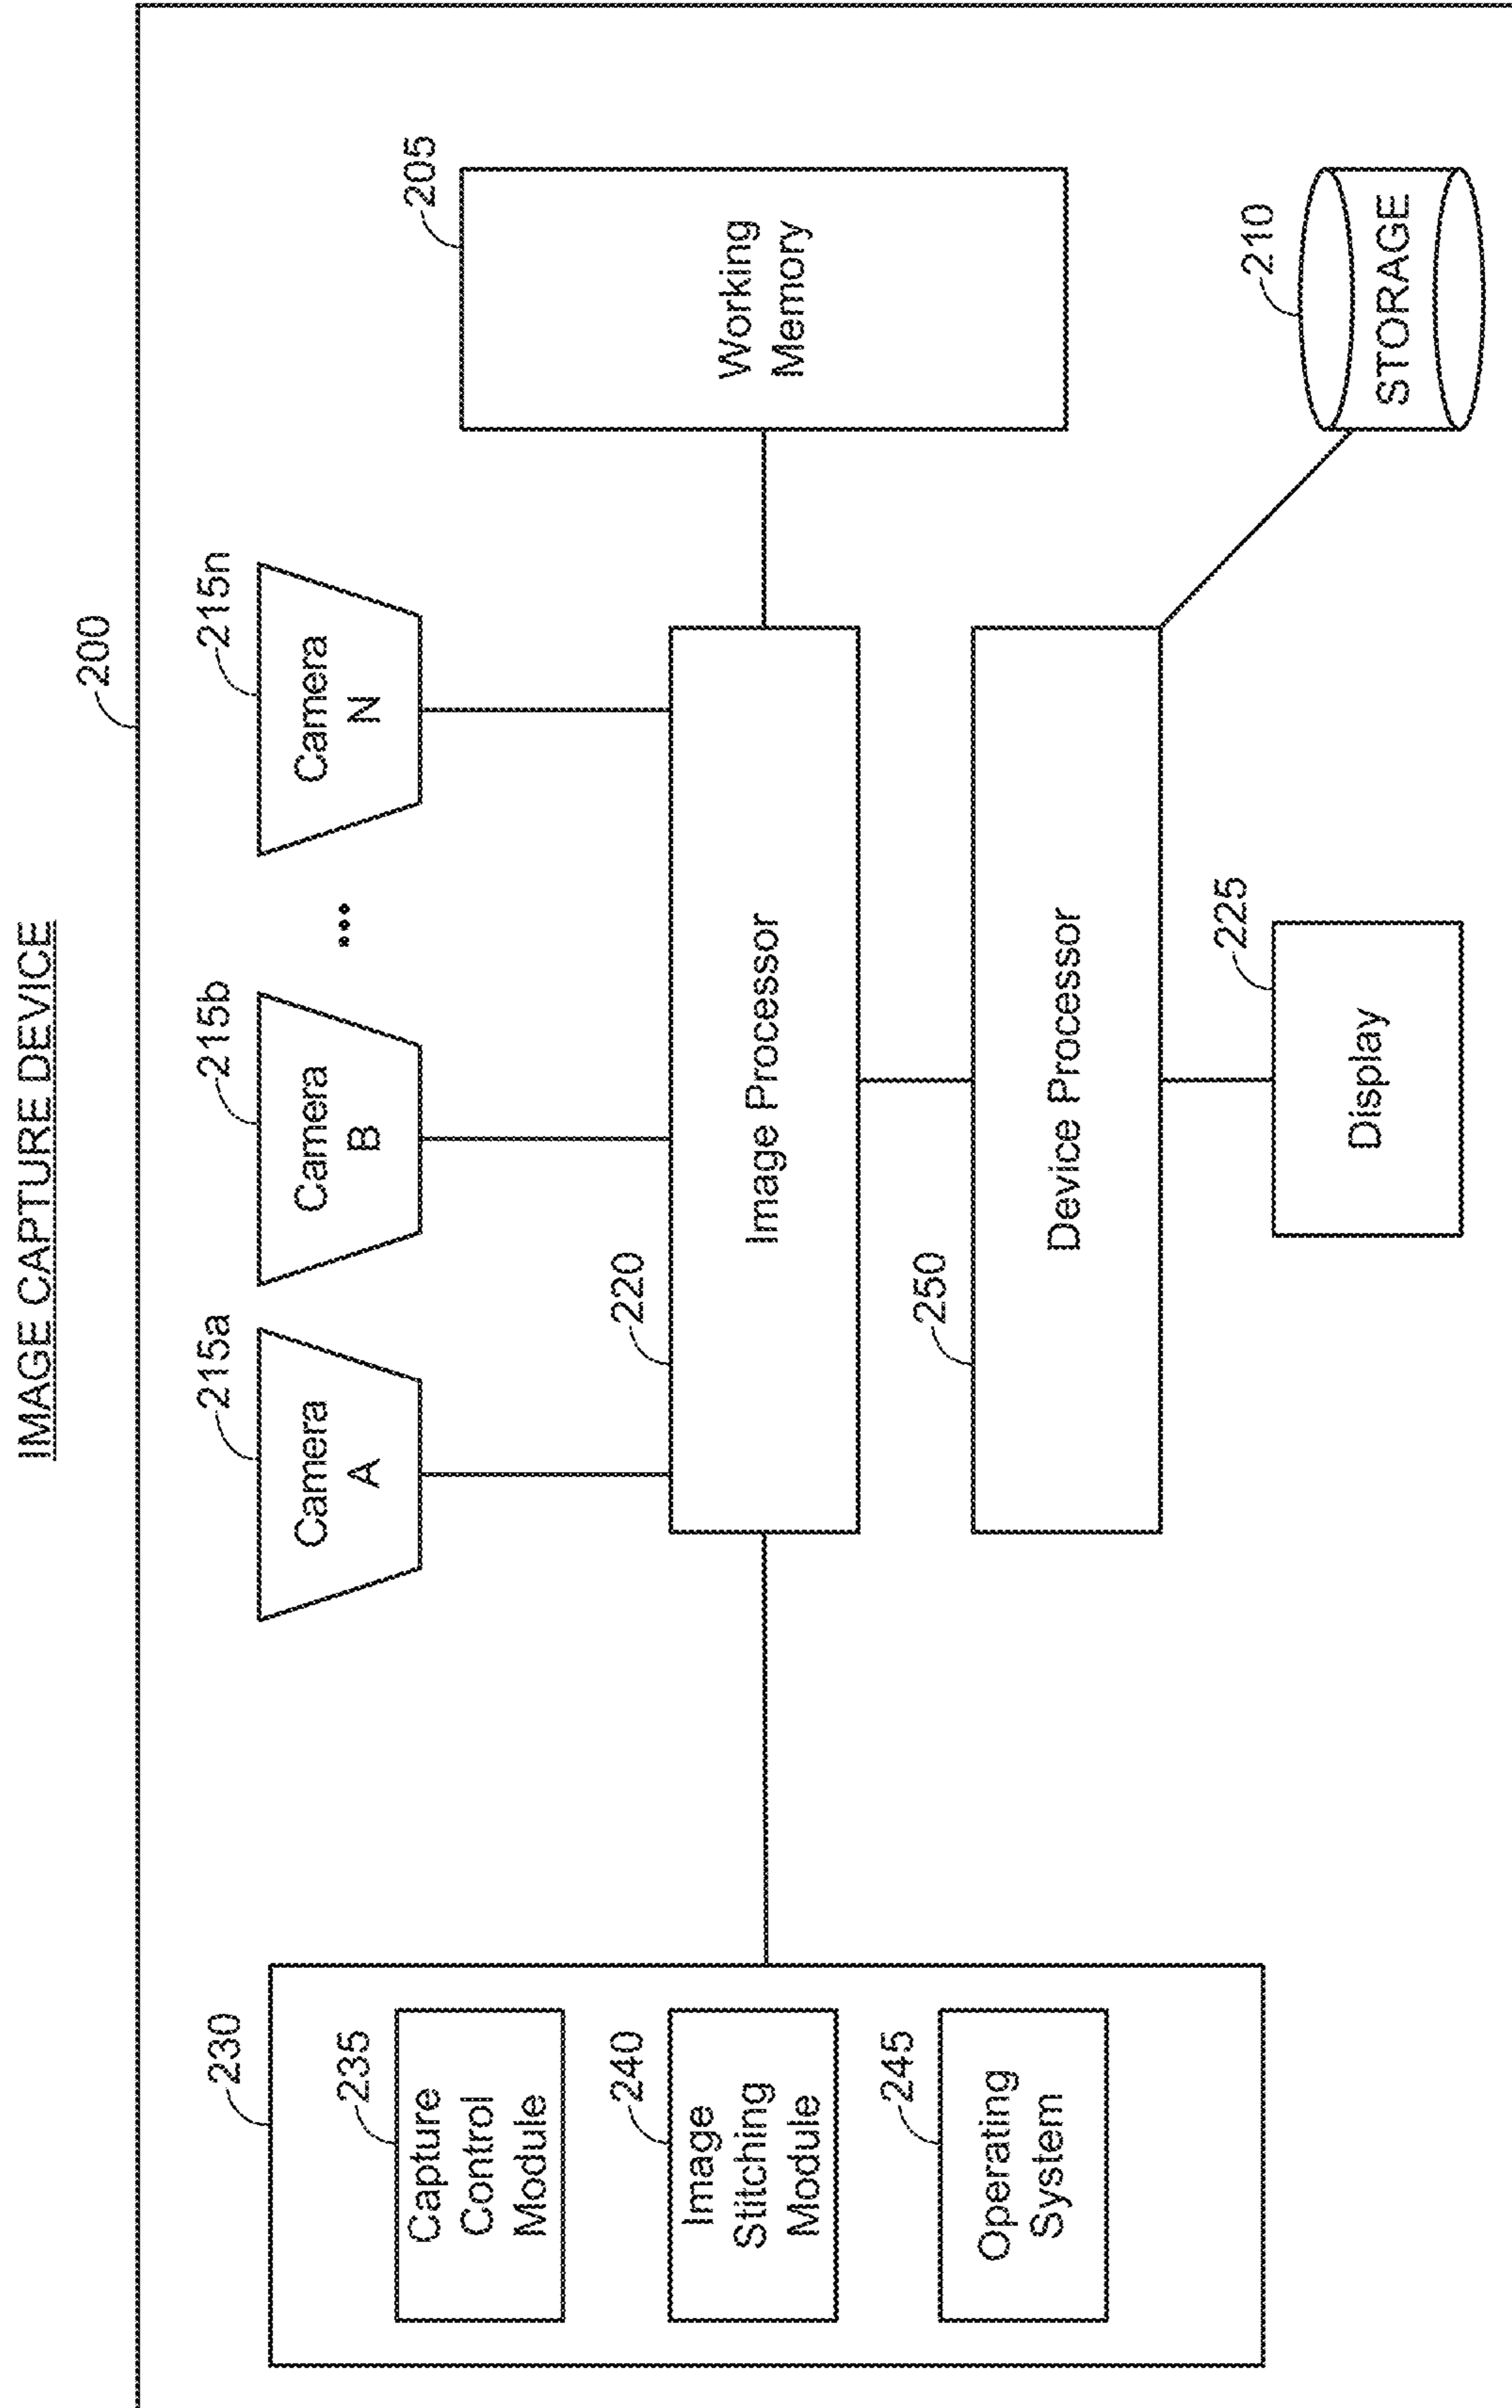 IMAGE CAPTURE DEVICE
200
230
235
Capture
Control
Module
240
Image
Stitching
Module
245
Operating
System
215a
Camera
A
215b
Camera
B
...
215n
Camera
N
220
Image Processor
250
Device Processor
225
Display
205
Working
Memory
210
STORAGE